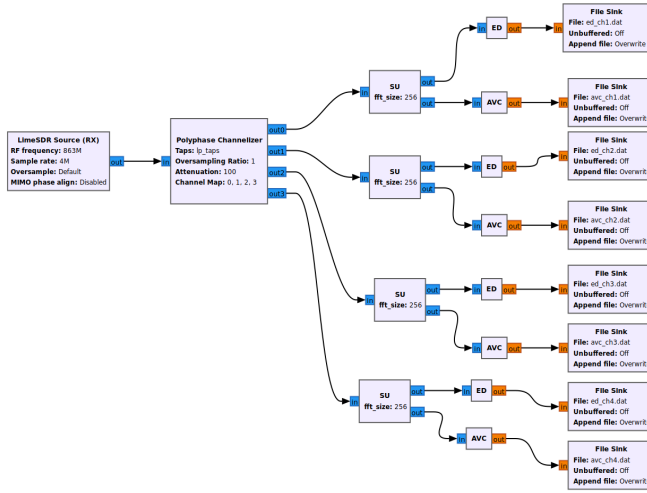 LimeSDR Source (RX)
RF frequency: 863M
Sample rate: 4M
Oversample: Default
MIMO phase align: Disabled
out
in
Polyphase Channelizer
Taps: lp_taps
Oversampling Ratio: 1
Attenuation: 100
Channel Map: 0, 1, 2, 3
out0
out1
out2
out3
in
SU
fft_size: 256
out
out
in
ED
out
in
File Sink
File: ed_ch1.dat
Unbuffered: Off
Append file: Overwrite
in
AVC
out
in
File Sink
File: avc_ch1.dat
Unbuffered: Off
Append file: Overwrite
in
SU
fft_size: 256
out
out
in
ED
out
in
File Sink
File: ed_ch2.dat
Unbuffered: Off
Append file: Overwrite
in
AVC
out
in
File Sink
File: avc_ch2.dat
Unbuffered: Off
Append file: Overwrite
in
SU
fft_size: 256
out
out
in
ED
out
in
File Sink
File: ed_ch3.dat
Unbuffered: Off
Append file: Overwrite
in
AVC
out
in
File Sink
File: avc_ch3.dat
Unbuffered: Off
Append file: Overwrite
in
SU
fft_size: 256
out
out
in
ED
out
in
File Sink
File: ed_ch4.dat
Unbuffered: Off
Append file: Overwrite
in
AVC
out
in
File Sink
File: avc_ch4.dat
Unbuffered: Off
Append file: Overwrite